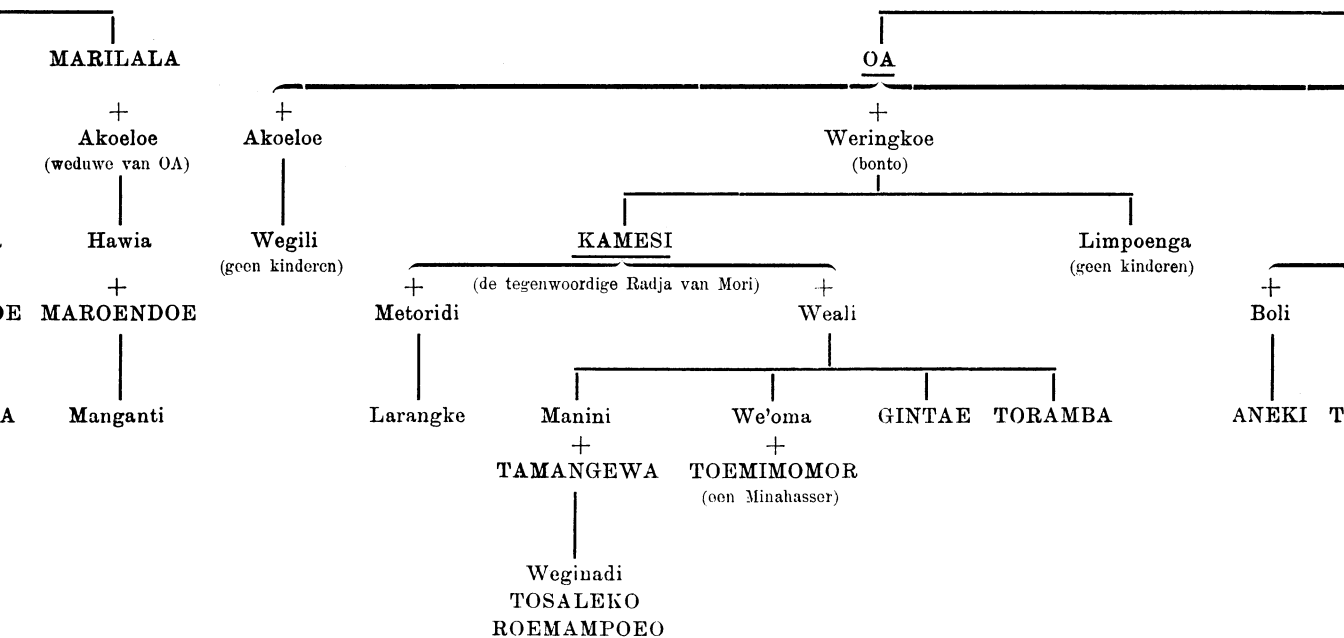 MARILALA OA
+ + +
Akoeloe Akoeloe Weringkoe
(weduwe van OA) (bonto)
Hawia Wegili KAMESI Limpoenga
(geen kinderen) (geen kinderen)
+ + (de tegenwoordige Radja van Mori) + +
MAROENDOE Metoridi Weali Boli
Manganti Larangke Manini We'oma GINTAE TORAMBA ANEKI
+ +
TAMANGEWA TOEMIMOMOR
(een Minahasser)
Weginadi
TOSALEKO
ROEMAMPOEO